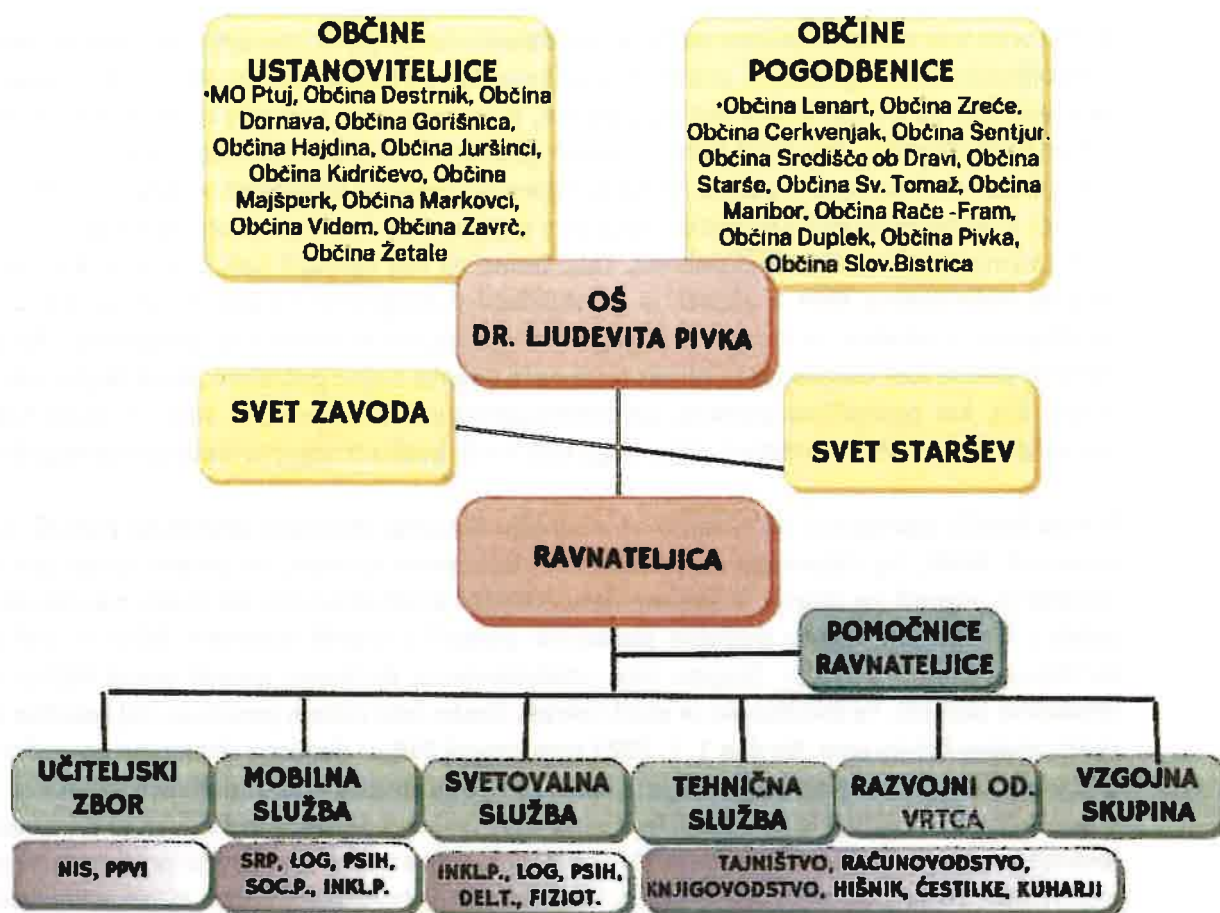 OBČINE
USTANOVITELJICE
•MO Ptuj, Občina Destrnik, Občina
Dornava, Občina Gorišnica,
Občina Hajdina, Občina Juršinci,
Občina Kidričevo, Občina
Majšperk, Občina Markovci,
Občina Videm, Občina Zavrč,
Občina Žetale
OBČINE
POGODBENICE
•Občina Lenart, Občina Zreče,
Občina Cerkvenjak, Občina Šentjur,
Občina Središče ob Dravi, Občina
Starše, Občina Sv. Tomaž, Občina
Maribor, Občina Rače -Fram,
Občina Duplek, Občina Pivka,
Občina Slov.Bistrica
OŠ
DR. LJUDEVITA PIVKA
SVET ZAVODA
SVET STARŠEV
RAVNATELJICA
POMOČNICE
RAVNATELJICE
UČITELJSKI
ZBOR
MOBILNA
SLUŽBA
SVETOVALNA
SLUŽBA
TEHNIČNA
SLUŽBA
RAZVOJNI OD.
VRTCA
VZGOJNA
SKUPINA
NIS, PPVI
SRP, LOG, PSIH,
SOC.P., INKL.P.
INKL.P., LOG, PSIH,
DEL.T., FIZIOT.
TAJNIŠTVO, RAČUNOVODSTVO,
KNJIGOVODSTVO, HIŠNIK, ČISTILKE, KUHARJI